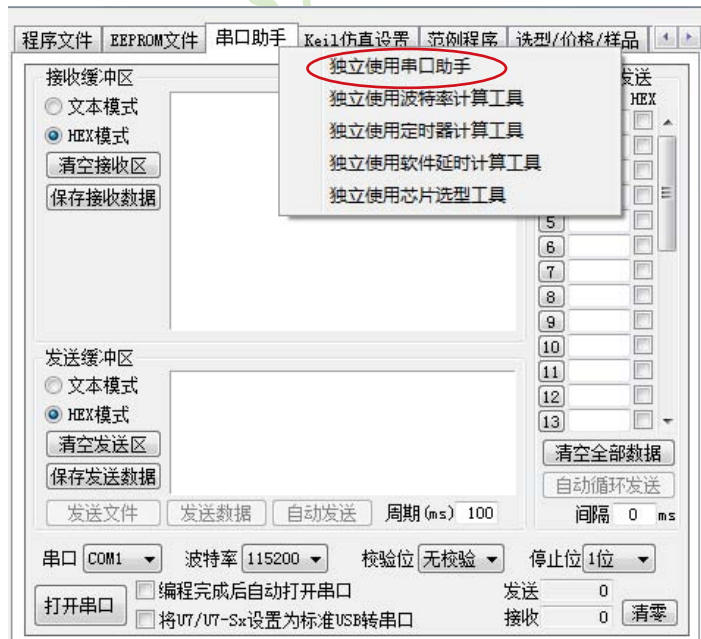 程序文件 EEPROM文件 串口助手 Keil仿真设置 范例程序 选型/价格/样品
独立使用串口助手
独立使用波特率计算工具
独立使用定时器计算工具
独立使用软件延时计算工具
独立使用芯片选型工具
接收缓冲区
文本模式
HEX模式
清空接收区
保存接收数据
发送
HEX
5
6
7
8
9
10
11
12
13
清空全部数据
自动循环发送
间隔 0 ms
发送缓冲区
文本模式
HEX模式
清空发送区
保存发送数据
发送文件 发送数据 自动发送 周期(ms) 100
串口 COM1 波特率 115200 校验位 无校验 停止位 1位
打开串口
编程完成后自动打开串口
将U7/U7-Sx设置为标准USB转串口
发送 0
接收 0
清零